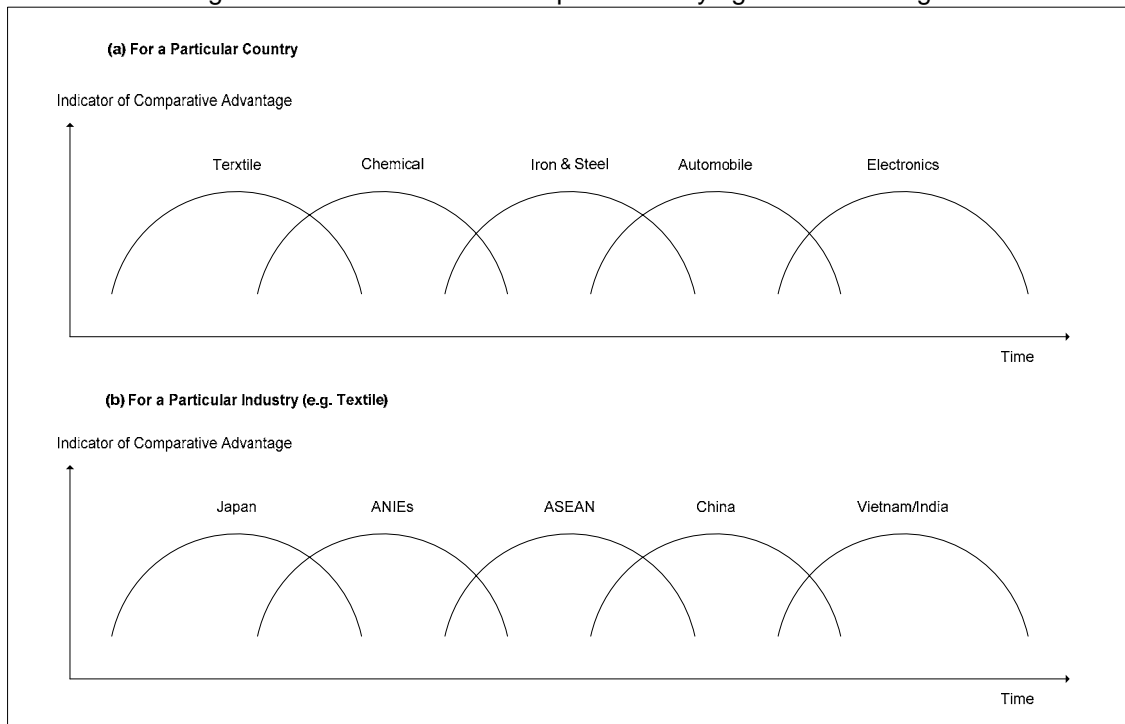 (a) For a Particular Country
Indicator of Comparative Advantage
Terxtile Chemical Iron & Steel Automobile Electronics
Time
(b) For a Particular Industry (e.g. Textile)
Indicator of Comparative Advantage
Japan ANIEs ASEAN China Vietnam/India
Time